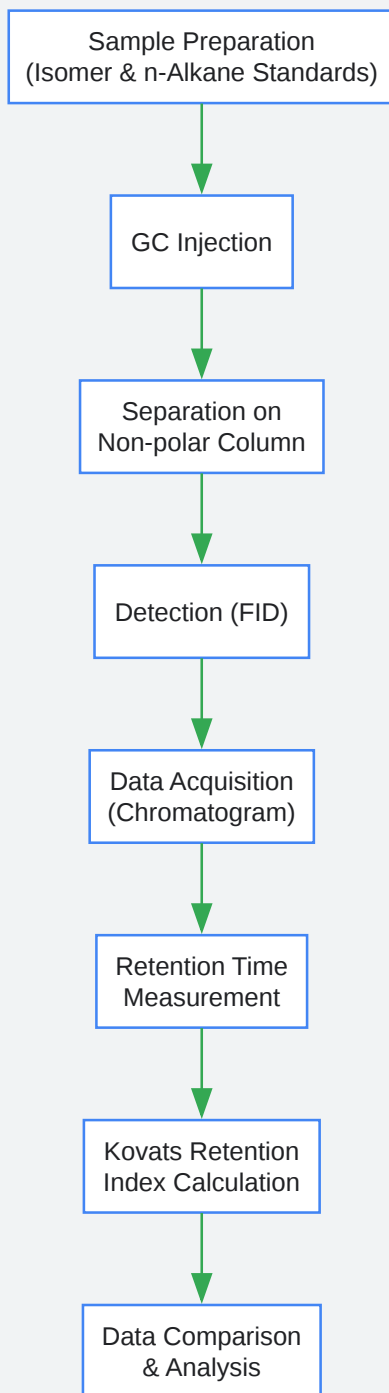 Sample Preparation
(Isomer & n-Alkane Standards)
GC Injection
Separation on
Non-polar Column
Detection (FID)
Data Acquisition
(Chromatogram)
Retention Time
Measurement
Kovats Retention
Index Calculation
Data Comparison
& Analysis